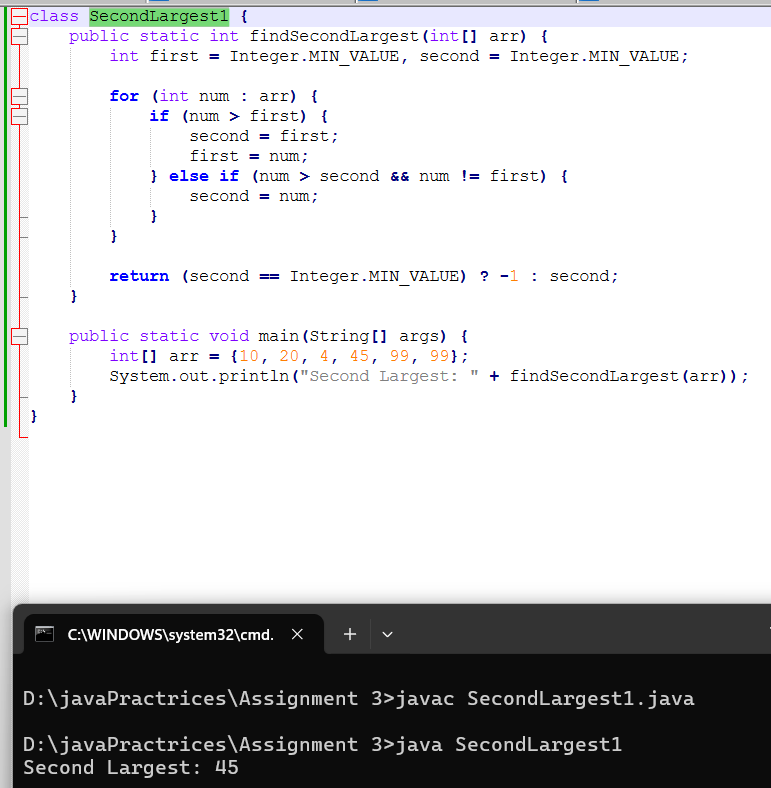 class SecondLargest1 {
    public static int findSecondLargest(int[] arr) {
        int first = Integer.MIN_VALUE, second = Integer.MIN_VALUE;
        for (int num : arr) {
            if (num > first) {
                second = first;
                first = num;
            } else if (num > second && num != first) {
                second = num;
            }
        }
        return (second == Integer.MIN_VALUE) ? -1 : second;
    }
    public static void main(String[] args) {
        int[] arr = {10, 20, 4, 45, 99, 99};
        System.out.println("Second Largest: " + findSecondLargest(arr));
    }
}
C:\WINDOWS\system32\cmd.
D:\javaPractrices\Assignment 3>javac SecondLargest1.java
D:\javaPractrices\Assignment 3>java SecondLargest1
Second Largest: 45